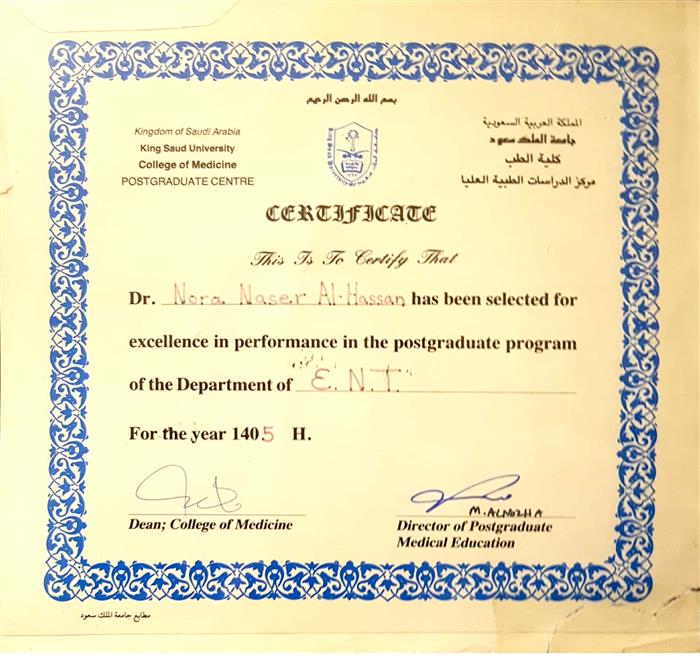 بسم الله الرحمن الرحيم
Kingdom of Saudi Arabia
King Saud University
College of Medicine
POSTGRADUATE CENTRE
المملكة العربية السعودية
جامعة الملك سعود
كلية الطب
مركز الدراسات الطبية العليا
CERTIFICATE
This Is To Certify That
Dr. Nora Naser Al-Hassan has been selected for
excellence in performance in the postgraduate program
of the Department of E. N. T.
For the year 1405 H.
Dean; College of Medicine
M. ALNOZHA
Director of Postgraduate
Medical Education
مطابع جامعة الملك سعود